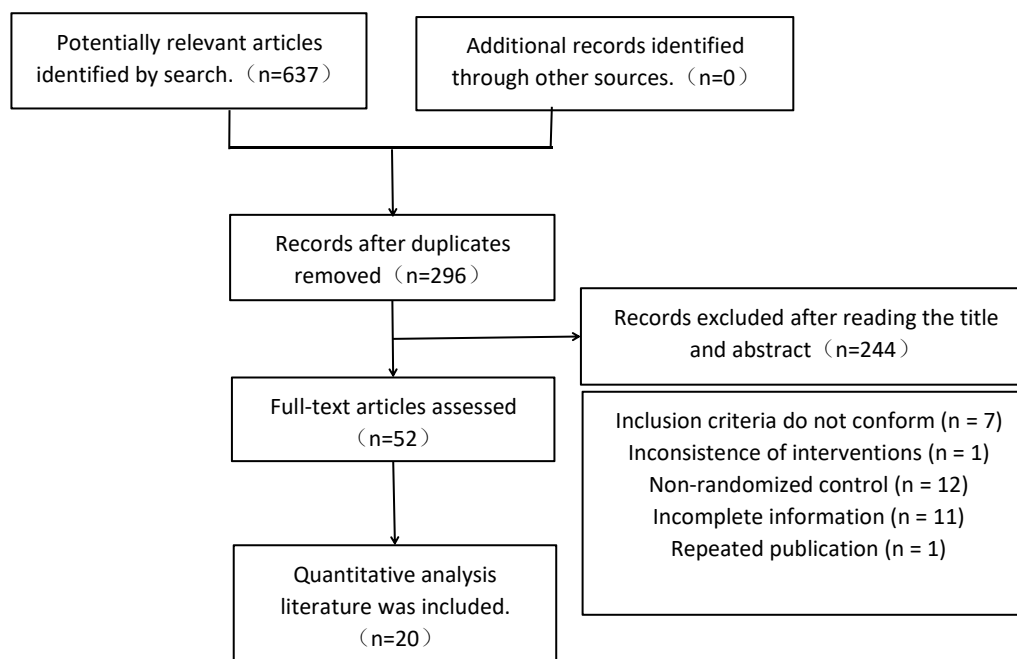 Potentially relevant articles
identified by search.（n=637）
Additional records identified
through other sources.（n=0）
Records after duplicates
removed（n=296）
Records excluded after reading the title
and abstract（n=244）
Full-text articles assessed
（n=52）
Inclusion criteria do not conform (n = 7)
Inconsistence of interventions (n = 1)
Non-randomized control (n = 12)
Incomplete information (n = 11)
Repeated publication (n = 1)
Quantitative analysis
literature was included.
（n=20）